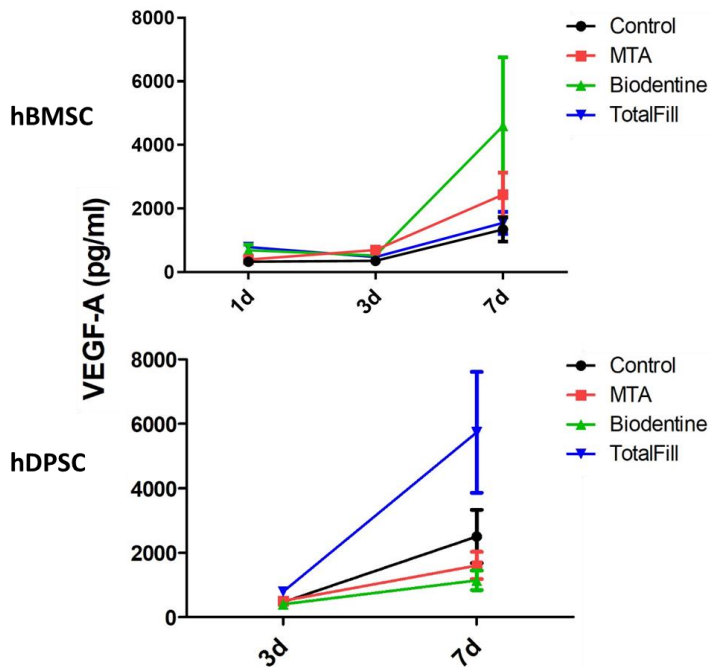 VEGF-A (pg/ml)
hBMSC
8000
6000
4000
2000
0
1d
3d
7d
Control
MTA
Biodentine
TotalFill
hDPSC
8000
6000
4000
2000
0
3d
7d
Control
MTA
Biodentine
TotalFill